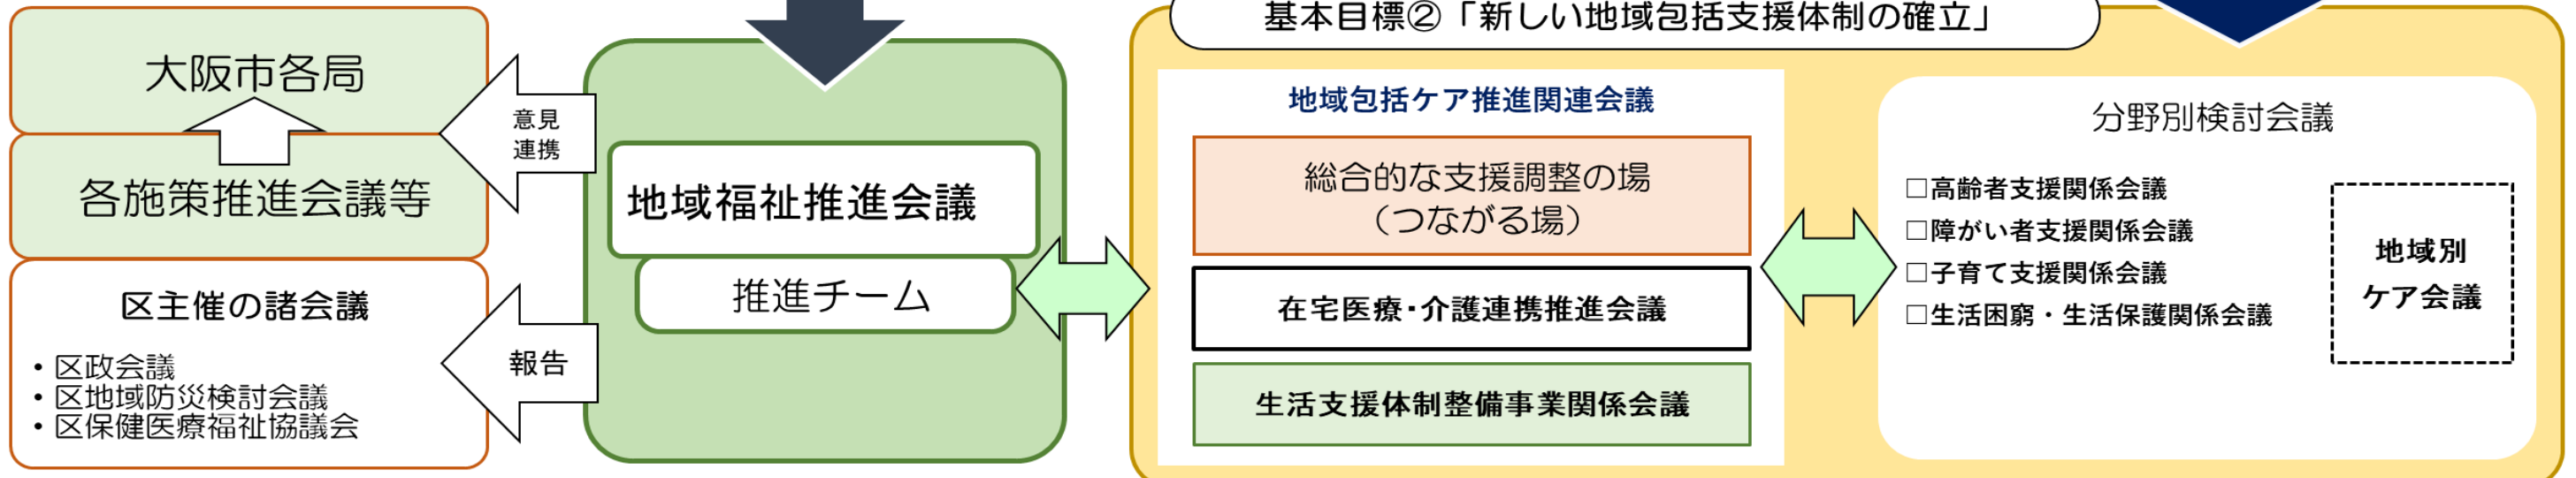 大阪市各局
各施策推進会議等
区主催の諸会議
・区政会議
・区地域防災検討会議
・区保健医療福祉協議会
意見
連携
報告
地域福祉推進会議
推進チーム
基本目標②「新しい地域包括支援体制の確立」
地域包括ケア推進関連会議
総合的な支援調整の場
（つながる場）
在宅医療・介護連携推進会議
生活支援体制整備事業関係会議
分野別検討会議
□高齢者支援関係会議
□障がい者支援関係会議
□子育て支援関係会議
□生活困窮・生活保護関係会議
地域別
ケア会議